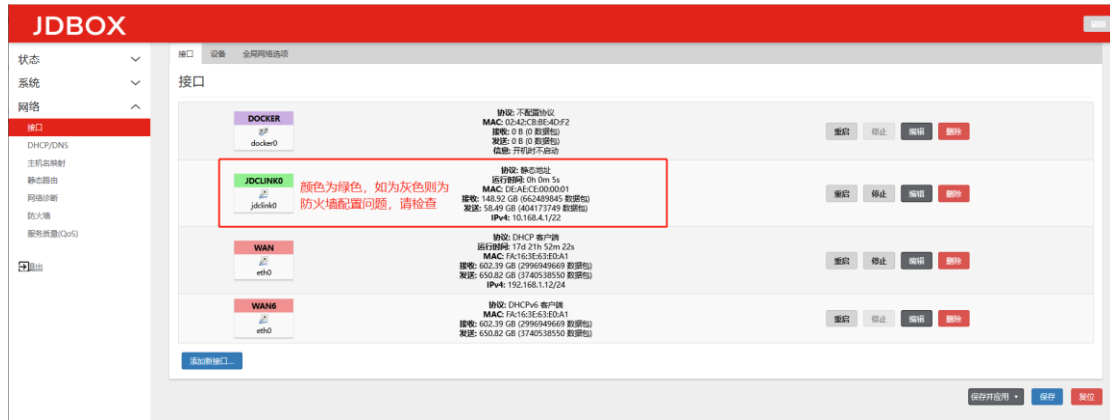 JDBOX
刷新
状态
系统
网络
接口
DHCP/DNS
主机名映射
静态路由
网络诊断
防火墙
服务质量(QoS)
退出
接口 设备 全局网络选项
接口
DOCKER
docker0
协议: 不配置协议
MAC: 02:42:CB:BE:4D:F2
接收: 0 B (0 数据包)
发送: 0 B (0 数据包)
信息: 开机时不启动
重启 停止 编辑 删除
JDCLINK0
jdclink0
颜色为绿色，如为灰色则为
防火墙配置问题，请检查
协议: 静态地址
运行时间: 0h 0m 5s
MAC: DE:AE:CE:00:00:01
接收: 148.92 GB (662489845 数据包)
发送: 58.49 GB (404173749 数据包)
IPv4: 10.168.4.1/22
重启 停止 编辑 删除
WAN
eth0
协议: DHCP 客户端
运行时间: 17d 21h 52m 22s
MAC: FA:16:3E:63:E0:A1
接收: 602.39 GB (2996949669 数据包)
发送: 650.82 GB (3740538550 数据包)
IPv4: 192.168.1.12/24
重启 停止 编辑 删除
WAN6
eth0
协议: DHCPv6 客户端
MAC: FA:16:3E:63:E0:A1
接收: 602.39 GB (2996949669 数据包)
发送: 650.82 GB (3740538550 数据包)
重启 停止 编辑 删除
添加新接口...
保存并应用 保存 复位